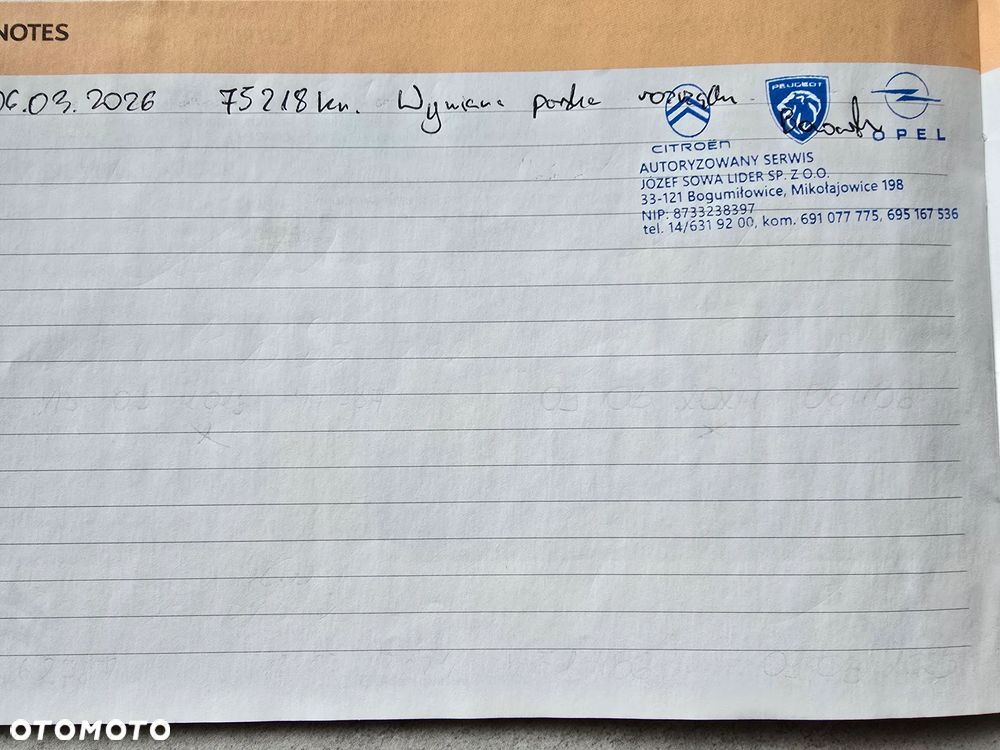 NOTES
06.03.2026 75218 km. Wymiana paska rozrządu.
PEUGEOT
CITROËN
OPEL
AUTORYZOWANY SERWIS
JÓZEF SOWA LIDER SP. Z O.O.
33-121 Bogumiłowice, Mikołajowice 198
NIP: 8733238397
tel. 14/631 92 00, kom. 691 077 775, 695 167 536
OTOMOTO